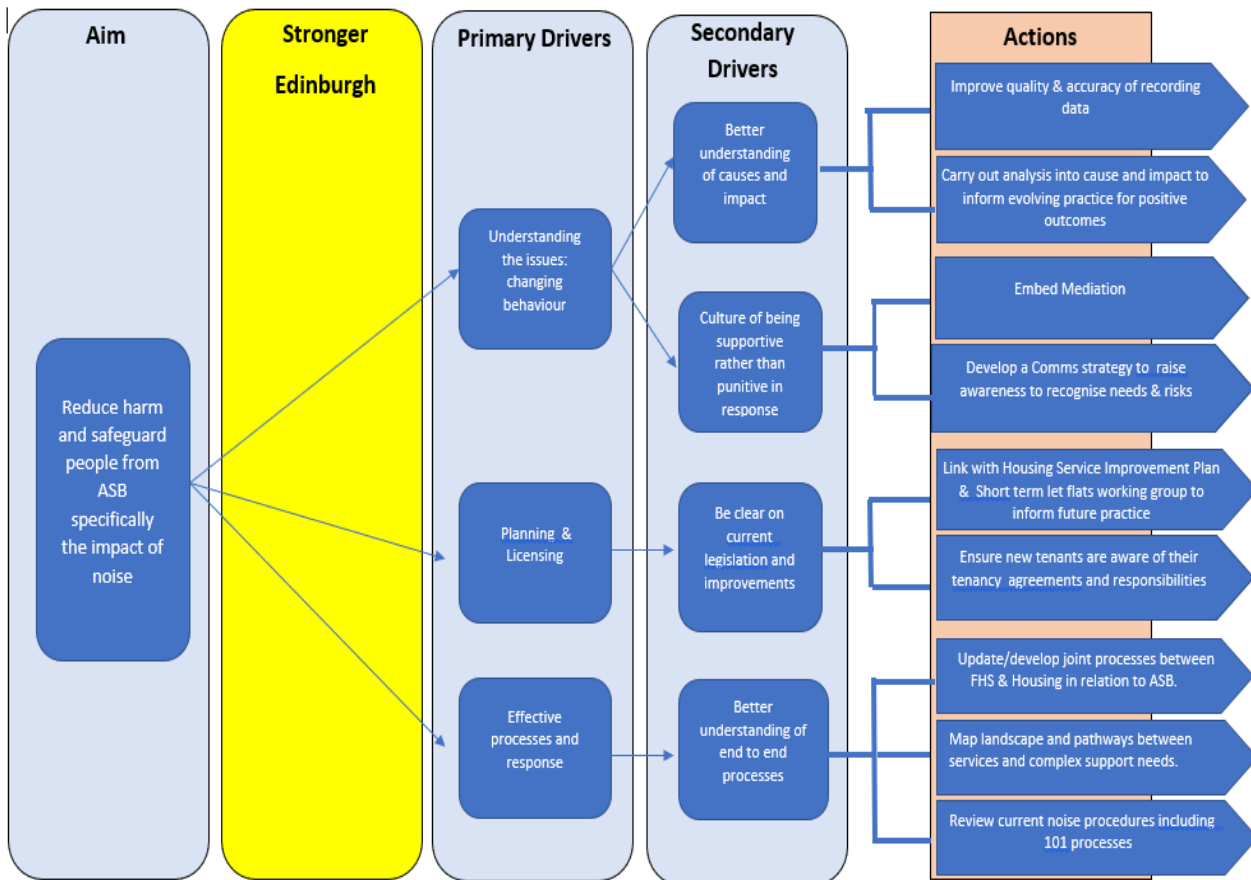 Aim
Stronger
Edinburgh
Primary Drivers
Secondary
Drivers
Actions
Reduce harm
and safeguard
people from
ASB
specifically
the impact of
noise
Understanding
the issues:
changing
behaviour
Planning & 
Licensing
Effective
processes and
response
Better
understanding
of causes and
impact
Culture of being
supportive
rather than
punitive in
response
Be clear on
current
legislation and
improvements
Better
understanding of
end to end
processes
Improve quality & accuracy of recording
data
Carry out analysis into cause and impact to
inform evolving practice for positive
outcomes
Embed Mediation
Develop a Comms strategy to raise
awareness to recognise needs & risks
Link with Housing Service Improvement Plan
& Short term let flats working group to
inform future practice
Ensure new tenants are aware of their
tenancy agreements and responsibilities
Update/develop joint processes between
FHS & Housing in relation to ASB.
Map landscape and pathways between
services and complex support needs.
Review current noise procedures including
101 processes